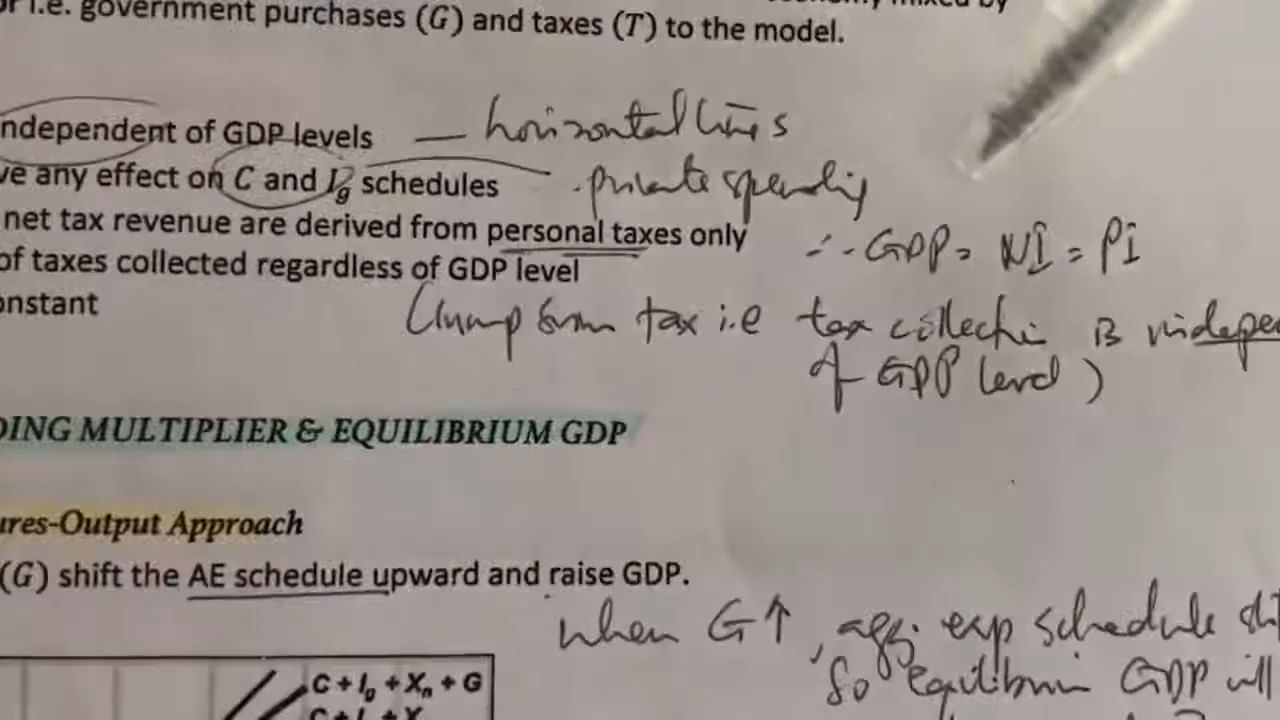 i.e. government purchases (G) and taxes (T) to the model.
ndependent of GDP levels — horizontal lines
ve any effect on C and Ig schedules . private spending
net tax revenue are derived from personal taxes only ∴ GDP = NI = PI
of taxes collected regardless of GDP level
onstant (lump sum tax i.e tax collecti is indepen
of GDP level)
DING MULTIPLIER & EQUILIBRIUM GDP
ures-Output Approach
(G) shift the AE schedule upward and raise GDP.
when G↑, agg. exp schedule
so equilibrium GDP will
C + Ig + Xn + G